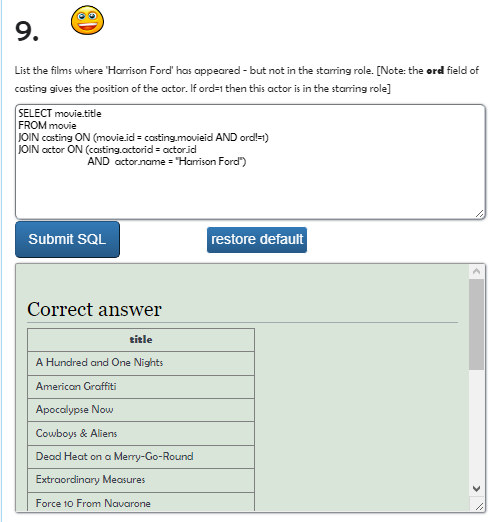 9.
List the films where 'Harrison Ford' has appeared - but not in the starring role. [Note: the ord field of
casting gives the position of the actor. If ord=1 then this actor is in the starring role]
SELECT movie.title
FROM movie
JOIN casting ON (movie.id = casting.movieid AND ord!=1)
JOIN actor ON (casting.actorid = actor.id
AND actor.name = "Harrison Ford")
Submit SQL
restore default
Correct answer
title
A Hundred and One Nights
American Graffiti
Apocalypse Now
Cowboys & Aliens
Dead Heat on a Merry-Go-Round
Extraordinary Measures
Force 10 From Navarone